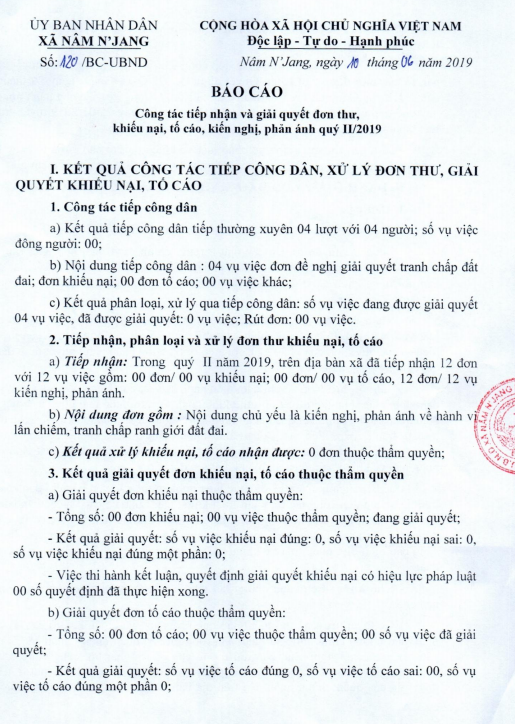 ỦY BAN NHÂN DÂN
XÃ NÂM N'JANG
Số: 120 /BC-UBND
CỘNG HÒA XÃ HỘI CHỦ NGHĨA VIỆT NAM
Độc lập - Tự do - Hạnh phúc
Nâm N'Jang, ngày 10 tháng 06 năm 2019
BÁO CÁO
Công tác tiếp nhận và giải quyết đơn thư,
khiếu nại, tố cáo, kiến nghị, phản ánh quý II/2019
I. KẾT QUẢ CÔNG TÁC TIẾP CÔNG DÂN, XỬ LÝ ĐƠN THƯ, GIẢI
QUYẾT KHIẾU NẠI, TỐ CÁO
1. Công tác tiếp công dân
a) Kết quả tiếp công dân tiếp thường xuyên 04 lượt với 04 người; số vụ việc
đông người: 00;
b) Nội dung tiếp công dân : 04 vụ việc đơn đề nghị giải quyết tranh chấp đất
đai; đơn khiếu nại; 00 đơn tố cáo; 00 vụ việc khác;
c) Kết quả phân loại, xử lý qua tiếp công dân: số vụ việc đang được giải quyết
04 vụ việc, đã được giải quyết: 0 vụ việc; Rút đơn: 00 vụ việc.
2. Tiếp nhận, phân loại và xử lý đơn thư khiếu nại, tố cáo
a) Tiếp nhận: Trong quý II năm 2019, trên địa bàn xã đã tiếp nhận 12 đơn
với 12 vụ việc gồm: 00 đơn/ 00 vụ khiếu nại; 00 đơn/ 00 vụ tố cáo, 12 đơn/ 12 vụ
kiến nghị, phản ánh.
b) Nội dung đơn gồm : Nội dung chủ yếu là kiến nghị, phản ánh về hành vi
lấn chiếm, tranh chấp ranh giới đất đai.
c) Kết quả xử lý khiếu nại, tố cáo nhận được: 0 đơn thuộc thẩm quyền;
3. Kết quả giải quyết đơn khiếu nại, tố cáo thuộc thẩm quyền
a) Giải quyết đơn khiếu nại thuộc thẩm quyền:
- Tổng số: 00 đơn khiếu nại; 00 vụ việc thuộc thẩm quyền; đang giải quyết;
- Kết quả giải quyết: số vụ việc khiếu nại đúng: 0, số vụ việc khiếu nại sai: 0,
số vụ việc khiếu nại đúng một phần: 0;
- Việc thi hành kết luận, quyết định giải quyết khiếu nại có hiệu lực pháp luật
00 số quyết định đã thực hiện xong.
b) Giải quyết đơn tố cáo thuộc thẩm quyền:
- Tổng số: 00 đơn tố cáo; 00 vụ việc thuộc thẩm quyền; 00 số vụ việc đã giải
quyết;
- Kết quả giải quyết: số vụ việc tố cáo đúng 0, số vụ việc tố cáo sai: 00, số vụ
việc tố cáo đúng một phần 0;